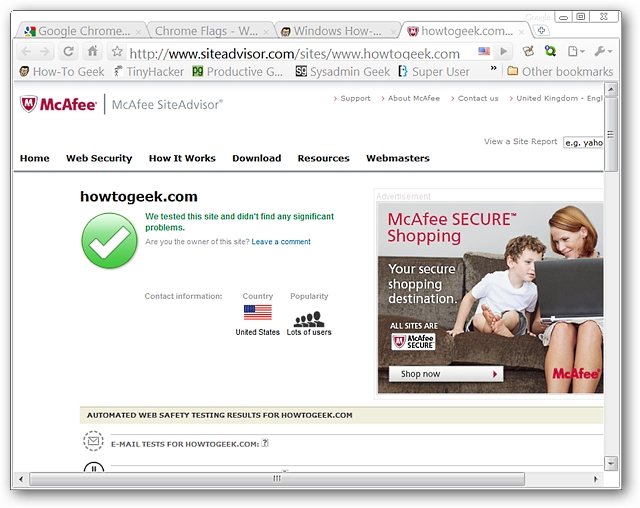 Google
Google Chrome...
Chrome Flags - W...
Windows How-...
howtogeek.com...
http://www.siteadvisor.com/sites/www.howtogeek.com
How-To Geek
TinyHacker
Productive G...
Sysadmin Geek
Super User
»
Other bookmarks
McAfee
McAfee SiteAdvisor®
Support
About McAfee
Contact us
United Kingdom - Engl
View a Site Report
e.g. yaho
Home
Web Security
How It Works
Download
Resources
Webmasters
howtogeek.com
We tested this site and didn't find any significant
problems.
Are you the owner of this site? Leave a comment
Contact information:
Country
Popularity
United States
Lots of users
Advertisement
McAfee SECURE™
Shopping
Your secure
shopping
destination.
ALL SITES ARE
McAfee
SECURE
Shop now
McAfee
AUTOMATED WEB SAFETY TESTING RESULTS FOR HOWTOGEEK.COM
E-MAIL TESTS FOR HOWTOGEEK.COM: ?